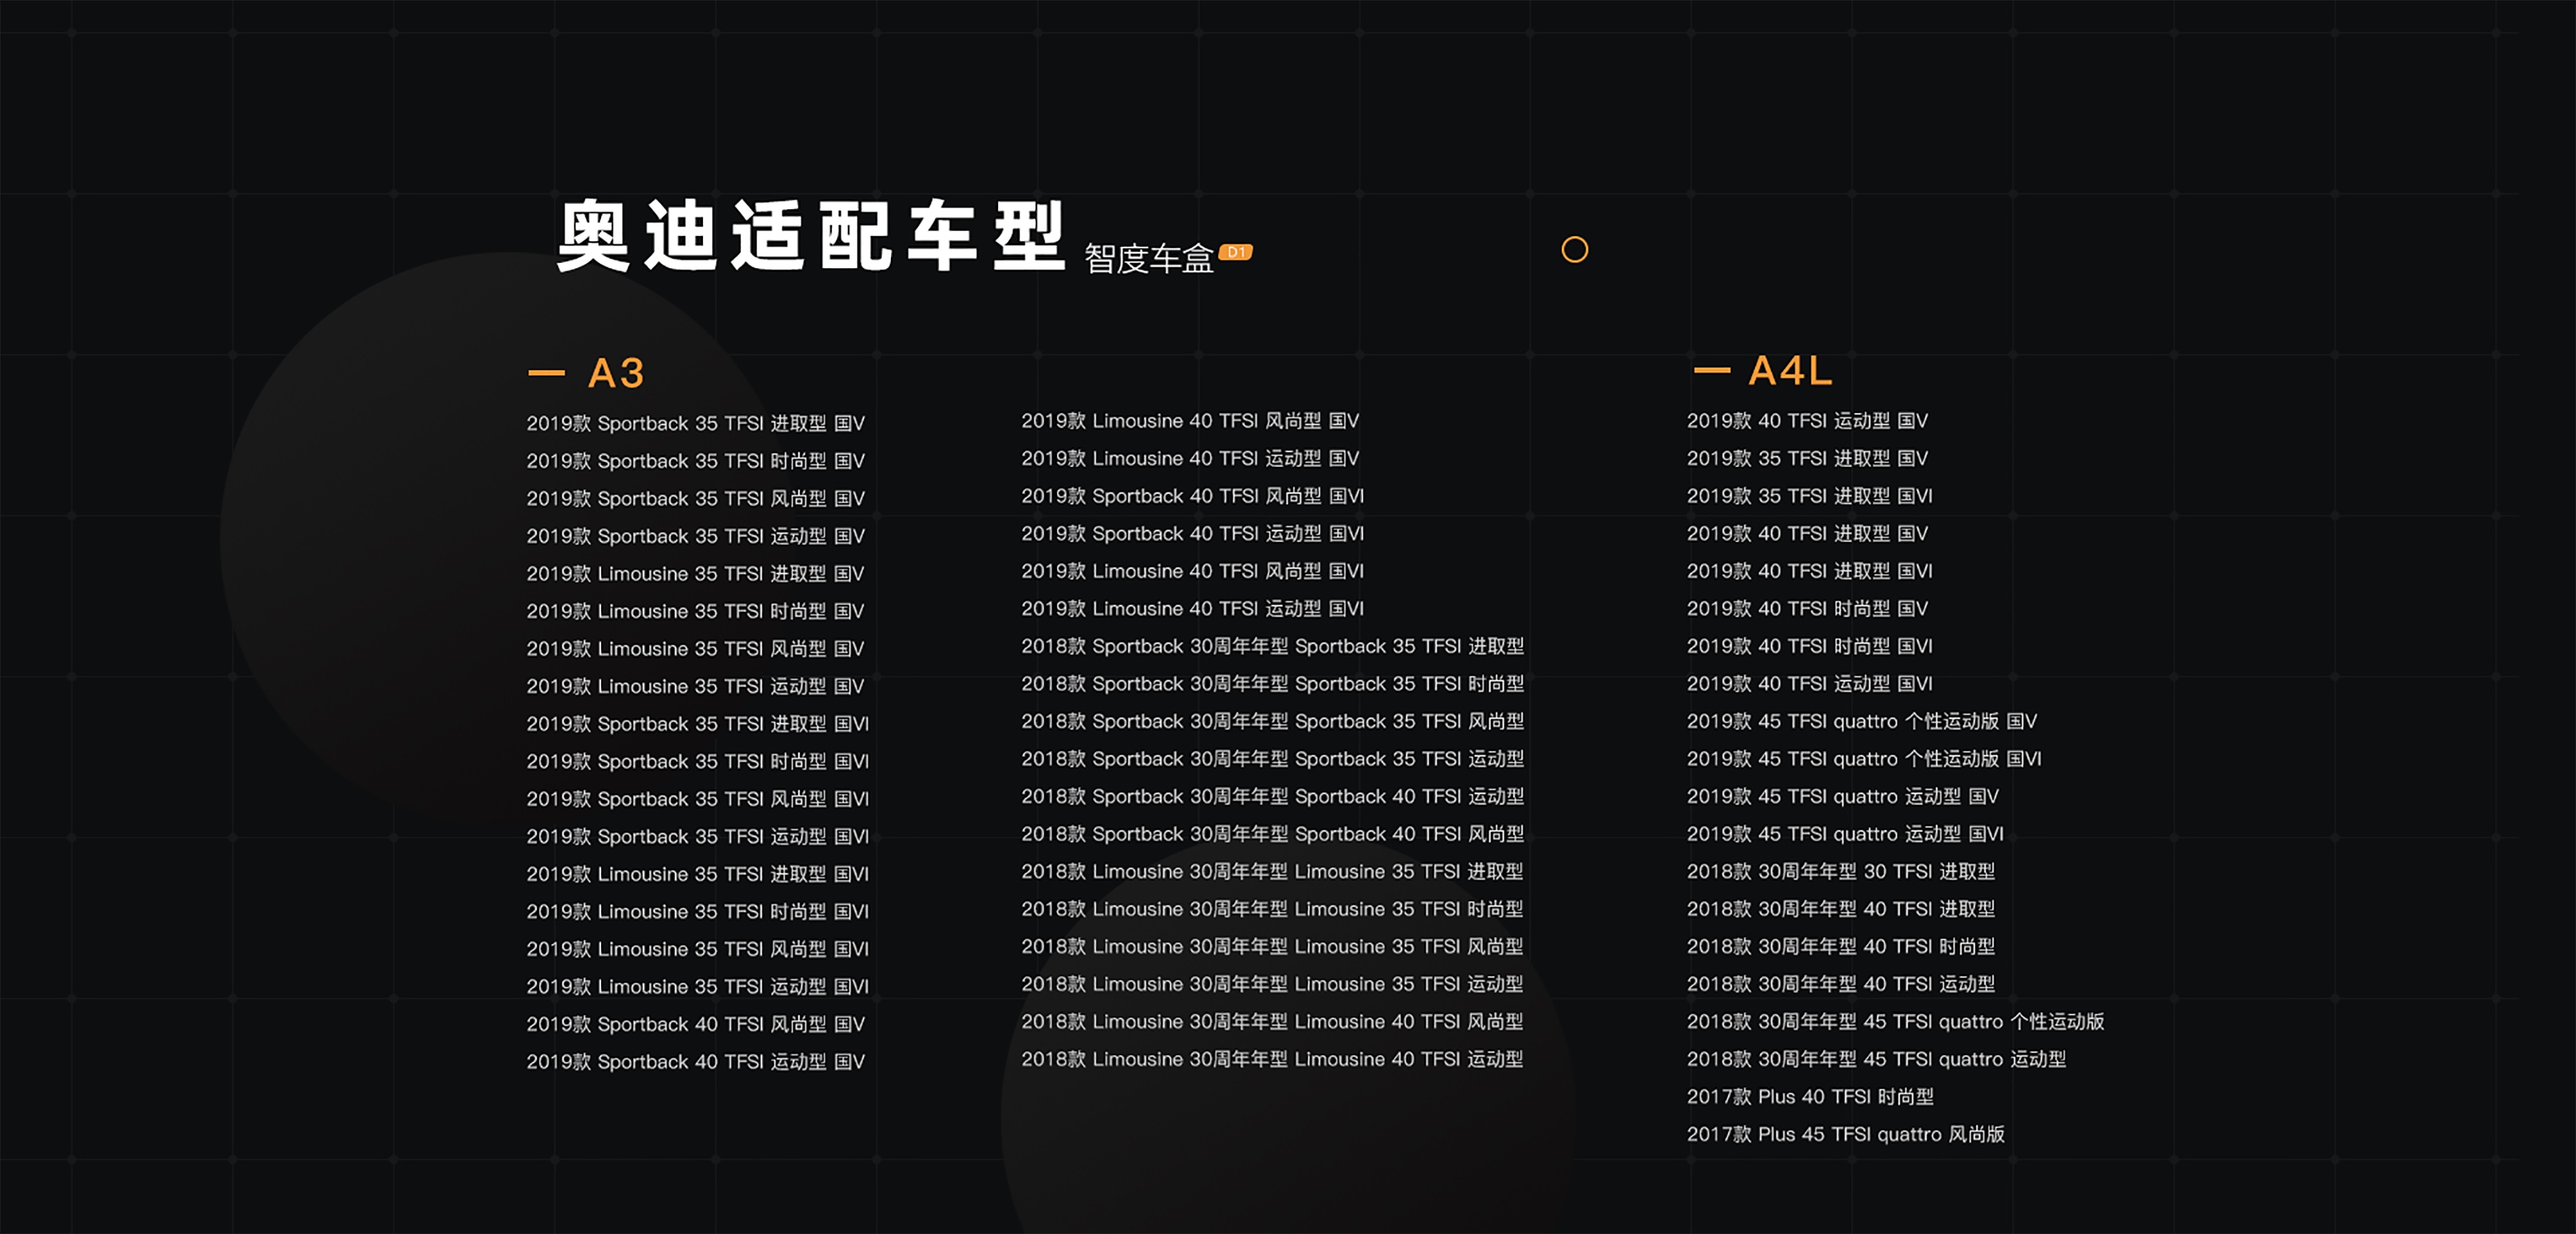 奥迪适配车型 智度车盒 D1
A3
2019款 Sportback 35 TFSI 进取型 国V
2019款 Sportback 35 TFSI 时尚型 国V
2019款 Sportback 35 TFSI 风尚型 国V
2019款 Sportback 35 TFSI 运动型 国V
2019款 Limousine 35 TFSI 进取型 国V
2019款 Limousine 35 TFSI 时尚型 国V
2019款 Limousine 35 TFSI 风尚型 国V
2019款 Limousine 35 TFSI 运动型 国V
2019款 Sportback 35 TFSI 进取型 国VI
2019款 Sportback 35 TFSI 时尚型 国VI
2019款 Sportback 35 TFSI 风尚型 国VI
2019款 Sportback 35 TFSI 运动型 国VI
2019款 Limousine 35 TFSI 进取型 国VI
2019款 Limousine 35 TFSI 时尚型 国VI
2019款 Limousine 35 TFSI 风尚型 国VI
2019款 Limousine 35 TFSI 运动型 国VI
2019款 Sportback 40 TFSI 风尚型 国V
2019款 Sportback 40 TFSI 运动型 国V
2019款 Limousine 40 TFSI 风尚型 国V
2019款 Limousine 40 TFSI 运动型 国V
2019款 Sportback 40 TFSI 风尚型 国VI
2019款 Sportback 40 TFSI 运动型 国VI
2019款 Limousine 40 TFSI 风尚型 国VI
2019款 Limousine 40 TFSI 运动型 国VI
2018款 Sportback 30周年年型 Sportback 35 TFSI 进取型
2018款 Sportback 30周年年型 Sportback 35 TFSI 时尚型
2018款 Sportback 30周年年型 Sportback 35 TFSI 风尚型
2018款 Sportback 30周年年型 Sportback 35 TFSI 运动型
2018款 Sportback 30周年年型 Sportback 40 TFSI 运动型
2018款 Sportback 30周年年型 Sportback 40 TFSI 风尚型
2018款 Limousine 30周年年型 Limousine 35 TFSI 进取型
2018款 Limousine 30周年年型 Limousine 35 TFSI 时尚型
2018款 Limousine 30周年年型 Limousine 35 TFSI 风尚型
2018款 Limousine 30周年年型 Limousine 35 TFSI 运动型
2018款 Limousine 30周年年型 Limousine 40 TFSI 风尚型
2018款 Limousine 30周年年型 Limousine 40 TFSI 运动型
A4L
2019款 40 TFSI 运动型 国V
2019款 35 TFSI 进取型 国V
2019款 35 TFSI 进取型 国VI
2019款 40 TFSI 进取型 国V
2019款 40 TFSI 进取型 国VI
2019款 40 TFSI 时尚型 国V
2019款 40 TFSI 时尚型 国VI
2019款 40 TFSI 运动型 国VI
2019款 45 TFSI quattro 个性运动版 国V
2019款 45 TFSI quattro 个性运动版 国VI
2019款 45 TFSI quattro 运动型 国V
2019款 45 TFSI quattro 运动型 国VI
2018款 30周年年型 30 TFSI 进取型
2018款 30周年年型 40 TFSI 进取型
2018款 30周年年型 40 TFSI 时尚型
2018款 30周年年型 40 TFSI 运动型
2018款 30周年年型 45 TFSI quattro 个性运动版
2018款 30周年年型 45 TFSI quattro 运动型
2017款 Plus 40 TFSI 时尚型
2017款 Plus 45 TFSI quattro 风尚版